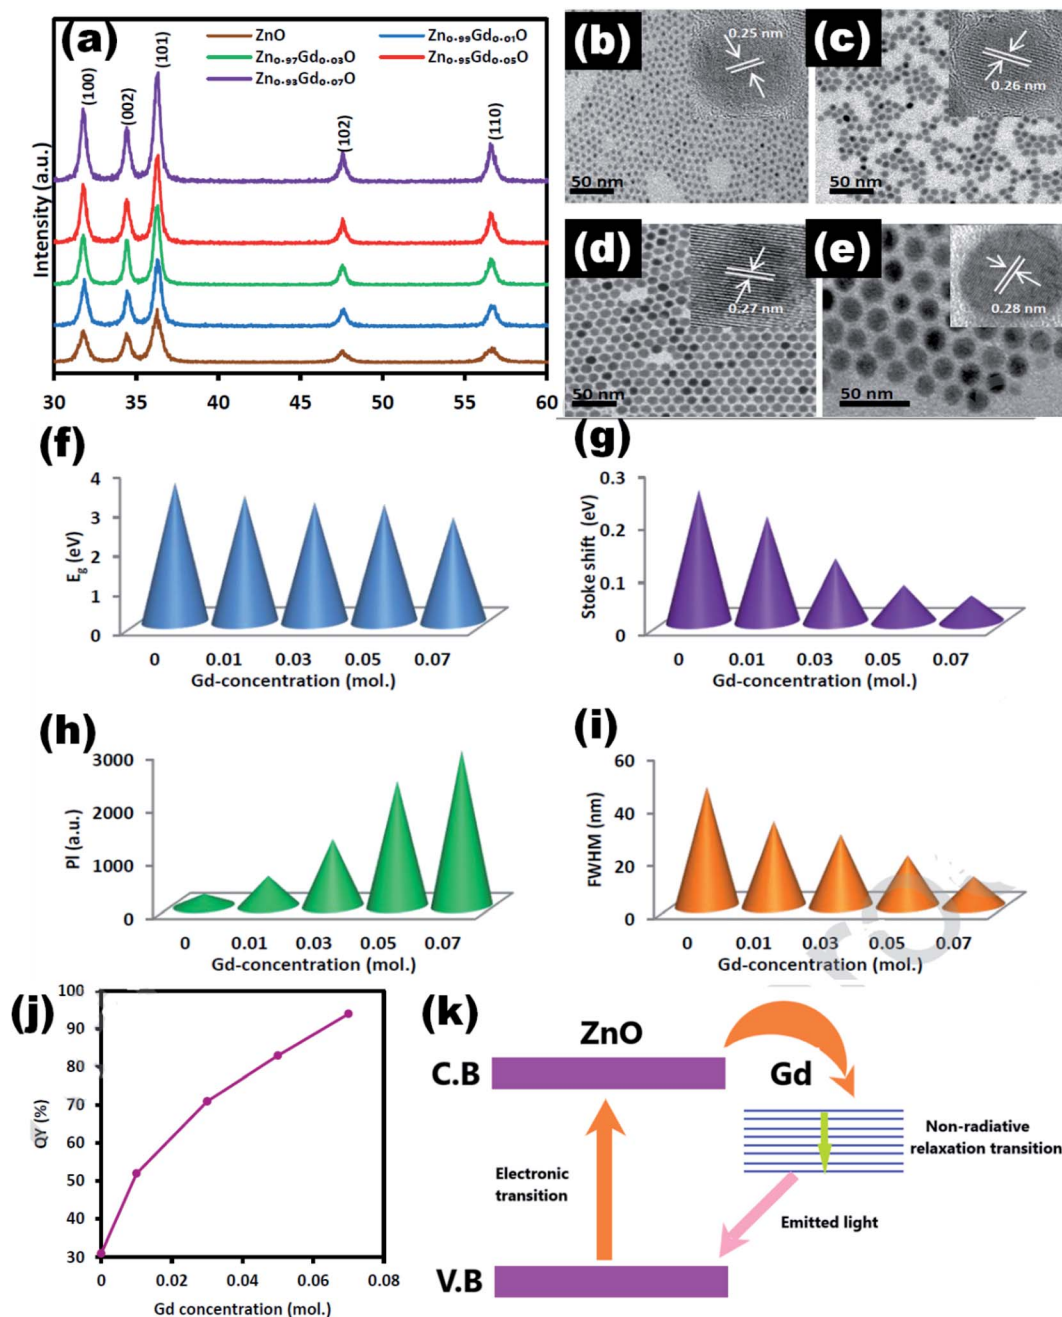 (a)
ZnO
Zn₀.₉₉Gd₀.₀₁O
Zn₀.₉₇Gd₀.₀₃O
Zn₀.₉₅Gd₀.₀₅O
Zn₀.₉₃Gd₀.₀₇O
(100)
(002)
(101)
(102)
(110)
Intensity (a.u.)
30 35 40 45 50 55 60
(b)
0.25 nm
50 nm
(c)
0.26 nm
50 nm
(d)
0.27 nm
50 nm
(e)
0.28 nm
50 nm
(f)
4
3
2
1
0
E_g (eV)
0 0.01 0.03 0.05 0.07
Gd-concentration (mol.)
(g)
0.3
0.2
0.1
0
Stoke shift (eV)
0 0.01 0.03 0.05 0.07
Gd-concentration (mol.)
(h)
3000
2000
1000
0
PI (a.u.)
0 0.01 0.03 0.05 0.07
Gd-concentration (mol.)
(i)
60
40
20
0
FWHM (nm)
0 0.01 0.03 0.05 0.07
Gd-concentration (mol.)
(j)
100
90
80
70
60
50
40
30
QY (%)
0 0.02 0.04 0.06 0.08
Gd concentration (mol.)
(k)
ZnO
C.B
Gd
Non-radiative
relaxation transition
Electronic
transition
Emitted light
V.B